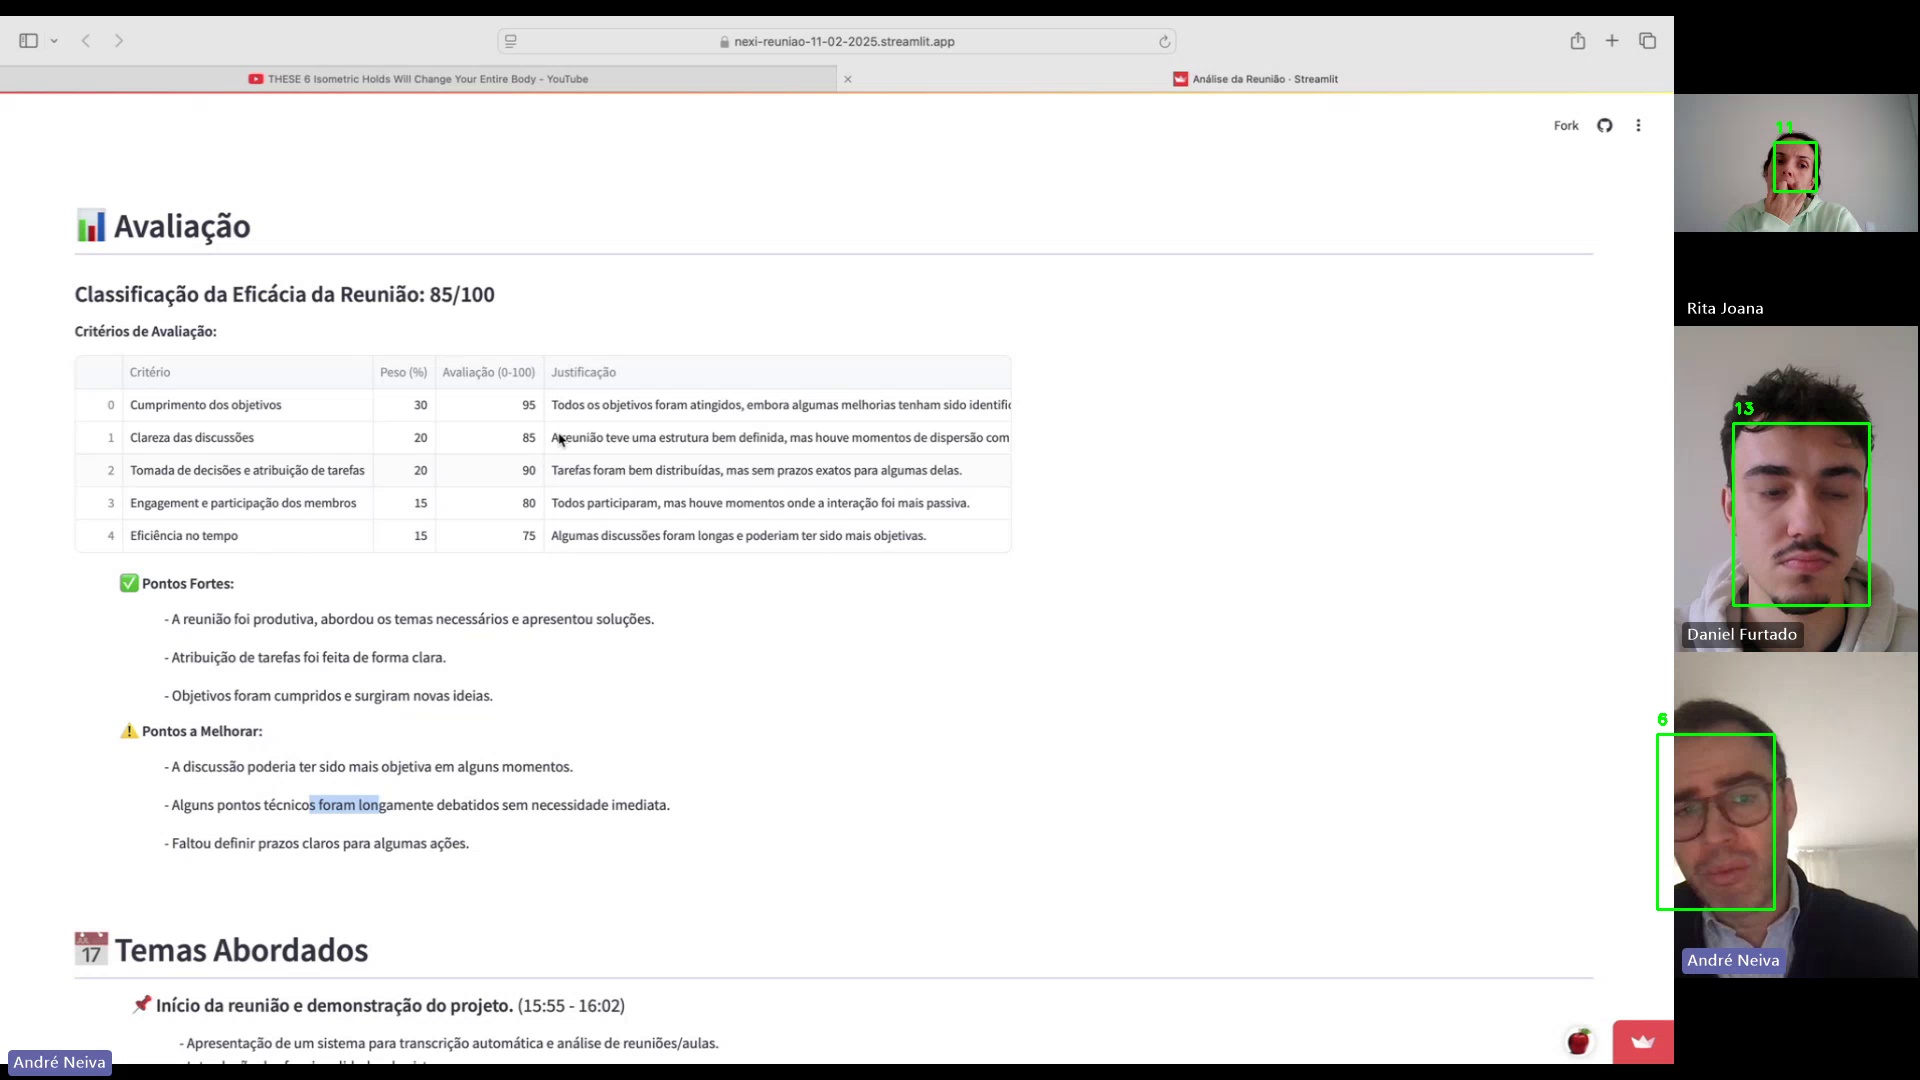 nexi-reuniao-11-02-2025.streamlit.app
THESE 6 Isometric Holds Will Change Your Entire Body - YouTube
Análise da Reunião · Streamlit
Fork
Avaliação
Classificação da Eficácia da Reunião: 85/100
Critérios de Avaliação:
Critério Peso (%) Avaliação (0-100) Justificação
0 Cumprimento dos objetivos 30 95 Todos os objetivos foram atingidos, embora algumas melhorias tenham sido identific
1 Clareza das discussões 20 85 A reunião teve uma estrutura bem definida, mas houve momentos de dispersão com
2 Tomada de decisões e atribuição de tarefas 20 90 Tarefas foram bem distribuídas, mas sem prazos exatos para algumas delas.
3 Engagement e participação dos membros 15 80 Todos participaram, mas houve momentos onde a interação foi mais passiva.
4 Eficiência no tempo 15 75 Algumas discussões foram longas e poderiam ter sido mais objetivas.
Pontos Fortes:
- A reunião foi produtiva, abordou os temas necessários e apresentou soluções.
- Atribuição de tarefas foi feita de forma clara.
- Objetivos foram cumpridos e surgiram novas ideias.
Pontos a Melhorar:
- A discussão poderia ter sido mais objetiva em alguns momentos.
- Alguns pontos técnicos foram longamente debatidos sem necessidade imediata.
- Faltou definir prazos claros para algumas ações.
17 Temas Abordados
Início da reunião e demonstração do projeto. (15:55 - 16:02)
- Apresentação de um sistema para transcrição automática e análise de reuniões/aulas.
André Neiva
11
Rita Joana
13
Daniel Furtado
6
André Neiva